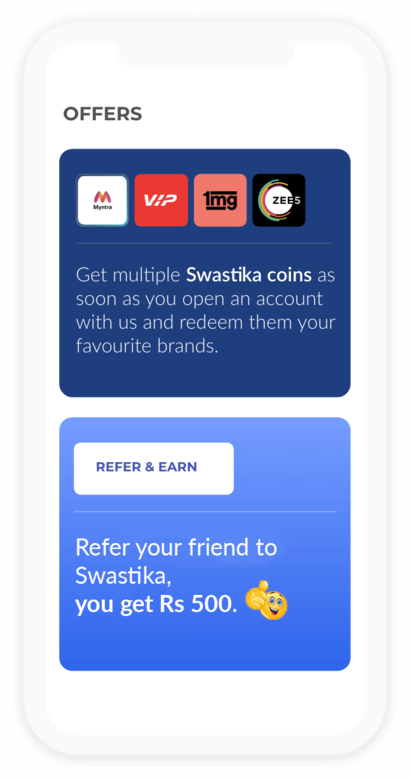 OFFERS
Myntra
VIP
1mg
ZEE5
Get multiple Swastika coins as
soon as you open an account
with us and redeem them your
favourite brands.
REFER & EARN
Refer your friend to
Swastika,
you get Rs 500.